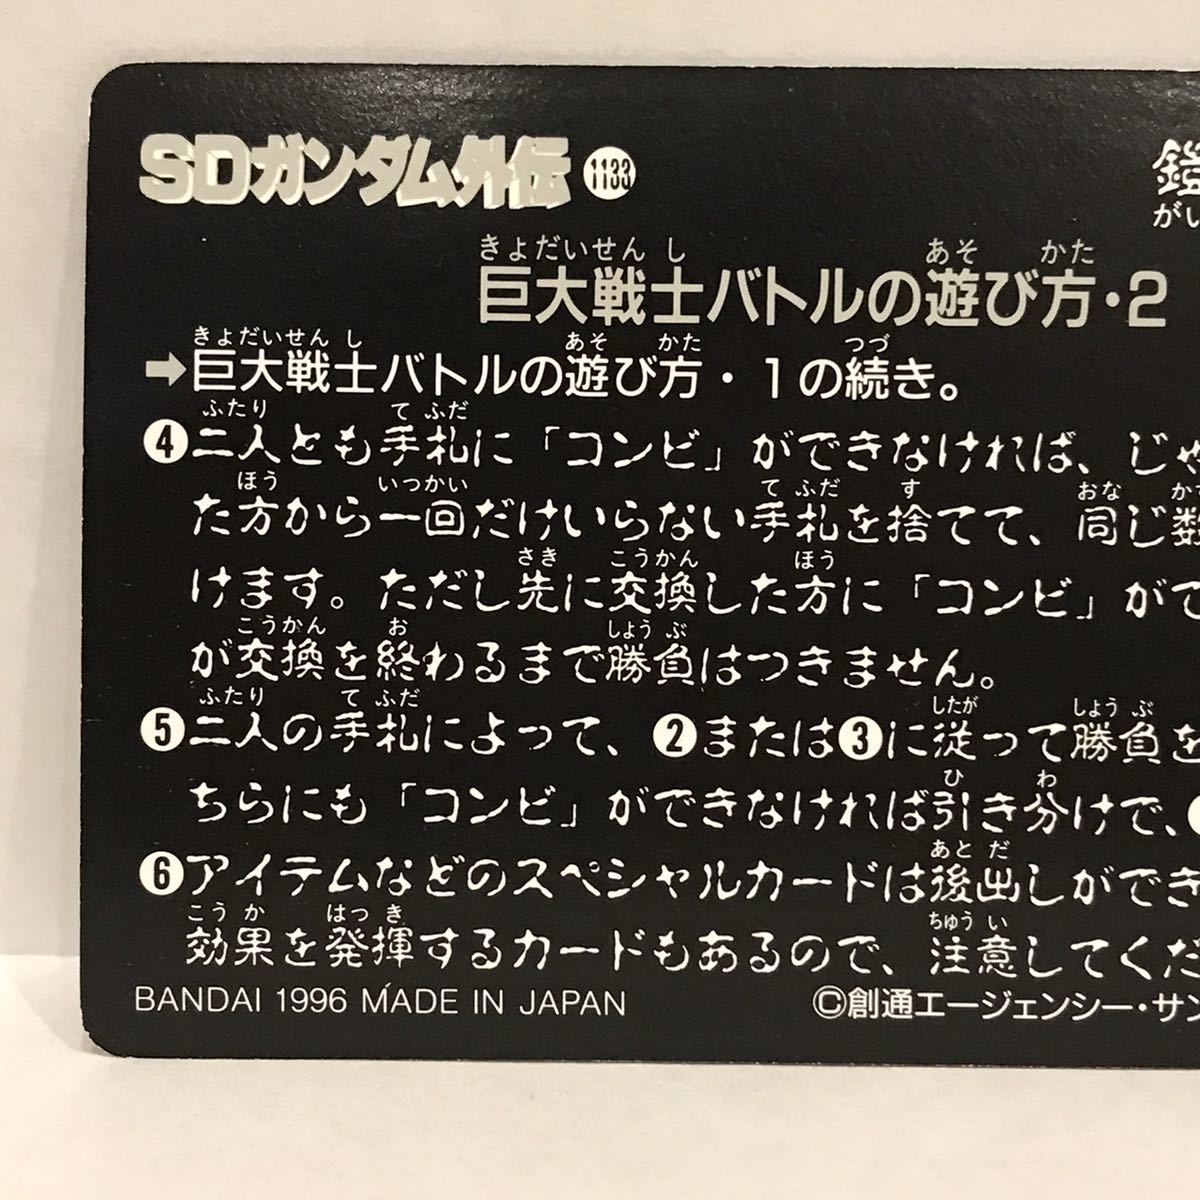 SDガンダム外伝 1133 鎧
がい
きょだいせんし あそ かた
巨大戦士バトルの遊び方・2
きょだいせんし あそ かた つづ
➡巨大戦士バトルの遊び方・1の続き。
ふたり てふだ
❹二人とも手札に「コンビ」ができなければ、じゃ
ほう いっかい てふだ す おな かず
た方から一回だけいらない手札を捨てて、同じ数
さき こうかん ほう
けます。ただし先に交換した方に「コンビ」がで
こうかん お しょうぶ
が交換を終わるまで勝負はつきません。
ふたり てふだ したが しょうぶ
❺二人の手札によって、❷または❸に従って勝負を
ひ わ
ちらにも「コンビ」ができなければ引き分けで、
あとだ
❻アイテムなどのスペシャルカードは後出しができ
こうか はっき ちゅうい
効果を発揮するカードもあるので、注意してくだ
BANDAI 1996 MADE IN JAPAN ©創通エージェンシー・サン